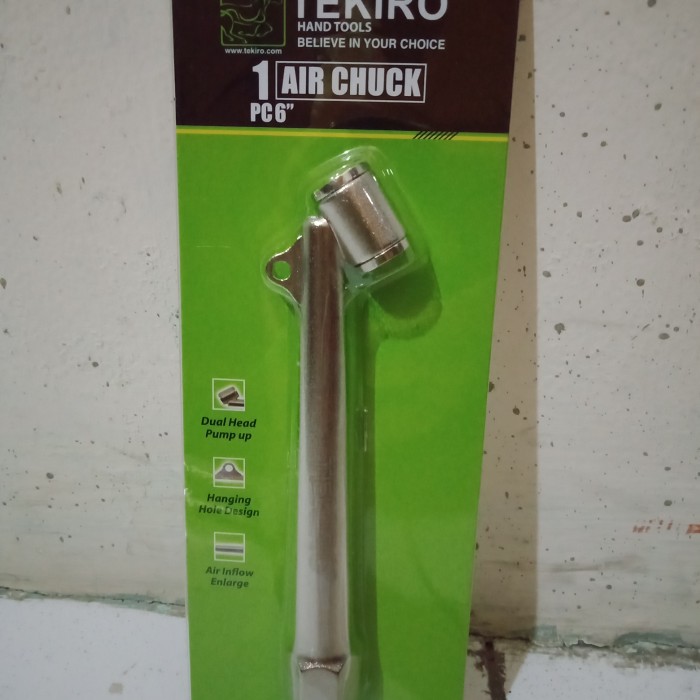 TEKIRO
HAND TOOLS
BELIEVE IN YOUR CHOICE
www.tekiro.com
1 AIR CHUCK
PC 6”
Dual Head
Pump up
Hanging
Hole Design
Air Inflow
Enlarge